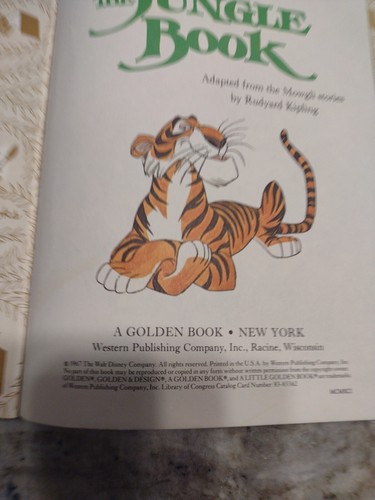 The JUNGLE
BOOK
Adapted from the Mowgli stories
by Rudyard Kipling
A GOLDEN BOOK • NEW YORK
Western Publishing Company, Inc., Racine, Wisconsin
© 1967 The Walt Disney Company. All rights reserved. Printed in the U.S.A. by Western Publishing Company, Inc.
No part of this book may be reproduced or copied in any form without written permission from the copyright owner.
GOLDEN®, GOLDEN & DESIGN®, A GOLDEN BOOK®, and A LITTLE GOLDEN BOOK® are trademarks
of Western Publishing Company, Inc. Library of Congress Catalog Card Number: